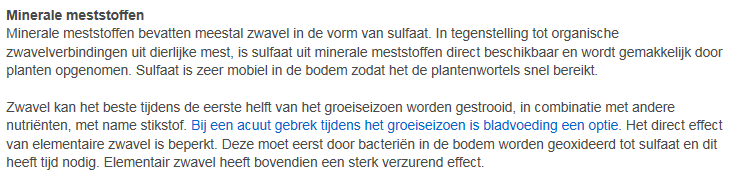 Minerale meststoffen
Minerale meststoffen bevatten meestal zwavel in de vorm van sulfaat. In tegenstelling tot organische
zwavelverbindingen uit dierlijke mest, is sulfaat uit minerale meststoffen direct beschikbaar en wordt gemakkelijk door
planten opgenomen. Sulfaat is zeer mobiel in de bodem zodat het de plantenwortels snel bereikt.

Zwavel kan het beste tijdens de eerste helft van het groeiseizoen worden gestrooid, in combinatie met andere
nutriënten, met name stikstof. Bij een acuut gebrek tijdens het groeiseizoen is bladvoeding een optie. Het direct effect
van elementaire zwavel is beperkt. Deze moet eerst door bacteriën in de bodem worden geoxideerd tot sulfaat en dit
heeft tijd nodig. Elementair zwavel heeft bovendien een sterk verzurend effect.